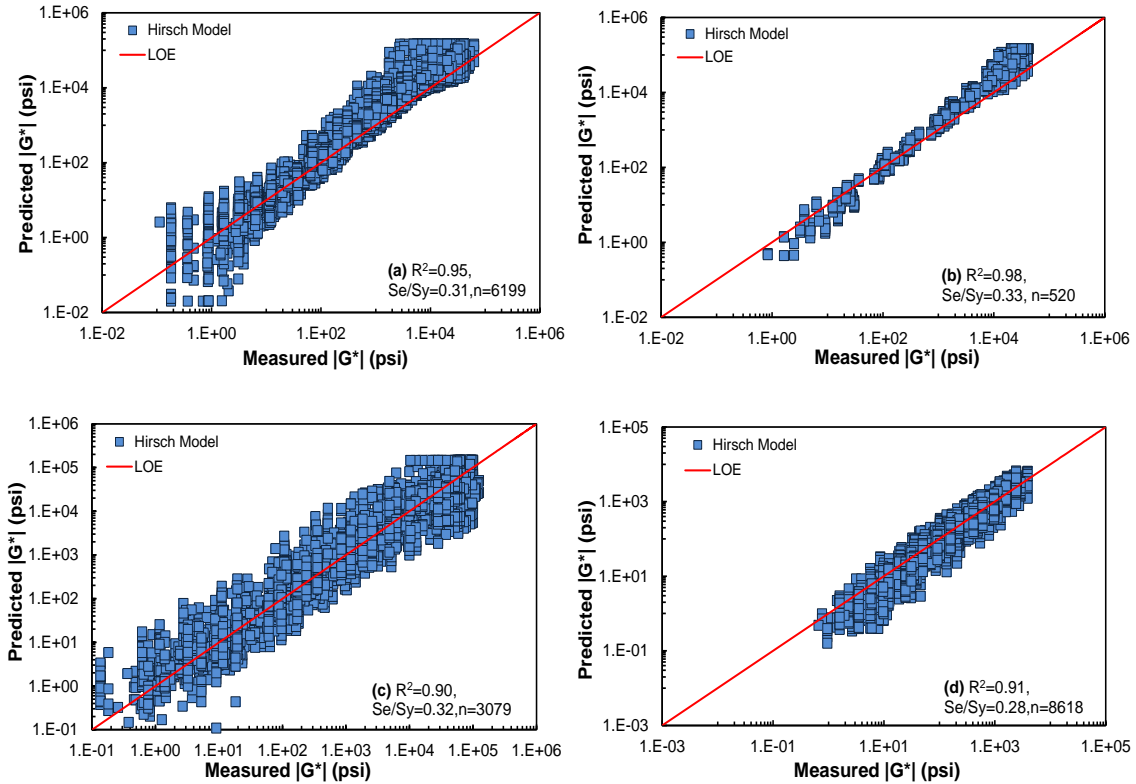 1.E+06
1.E+04
1.E+02
1.E+00
1.E-02
Predicted |G*| (psi)
Hirsch Model
LOE
(a) R²=0.95,
Se/Sy=0.31,n=6199
1.E-02 1.E+00 1.E+02 1.E+04 1.E+06
Measured |G*| (psi)
1.E+06
1.E+04
1.E+02
1.E+00
1.E-02
Predicted |G*| (psi)
Hirsch Model
LOE
(b) R²=0.98,
Se/Sy=0.33, n=520
1.E-02 1.E+00 1.E+02 1.E+04 1.E+06
Measured |G*| (psi)
1.E+06
1.E+05
1.E+04
1.E+03
1.E+02
1.E+01
1.E+00
1.E-01
Predicted |G*| (psi)
Hirsch Model
LOE
(c) R²=0.90,
Se/Sy=0.32,n=3079
1.E-01 1.E+00 1.E+01 1.E+02 1.E+03 1.E+04 1.E+05 1.E+06
Measured |G*| (psi)
1.E+05
1.E+03
1.E+01
1.E-01
1.E-03
Predicted |G*| (psi)
Hirsch Model
LOE
(d) R²=0.91,
Se/Sy=0.28,n=8618
1.E-03 1.E-01 1.E+01 1.E+03 1.E+05
Measured |G*| (psi)